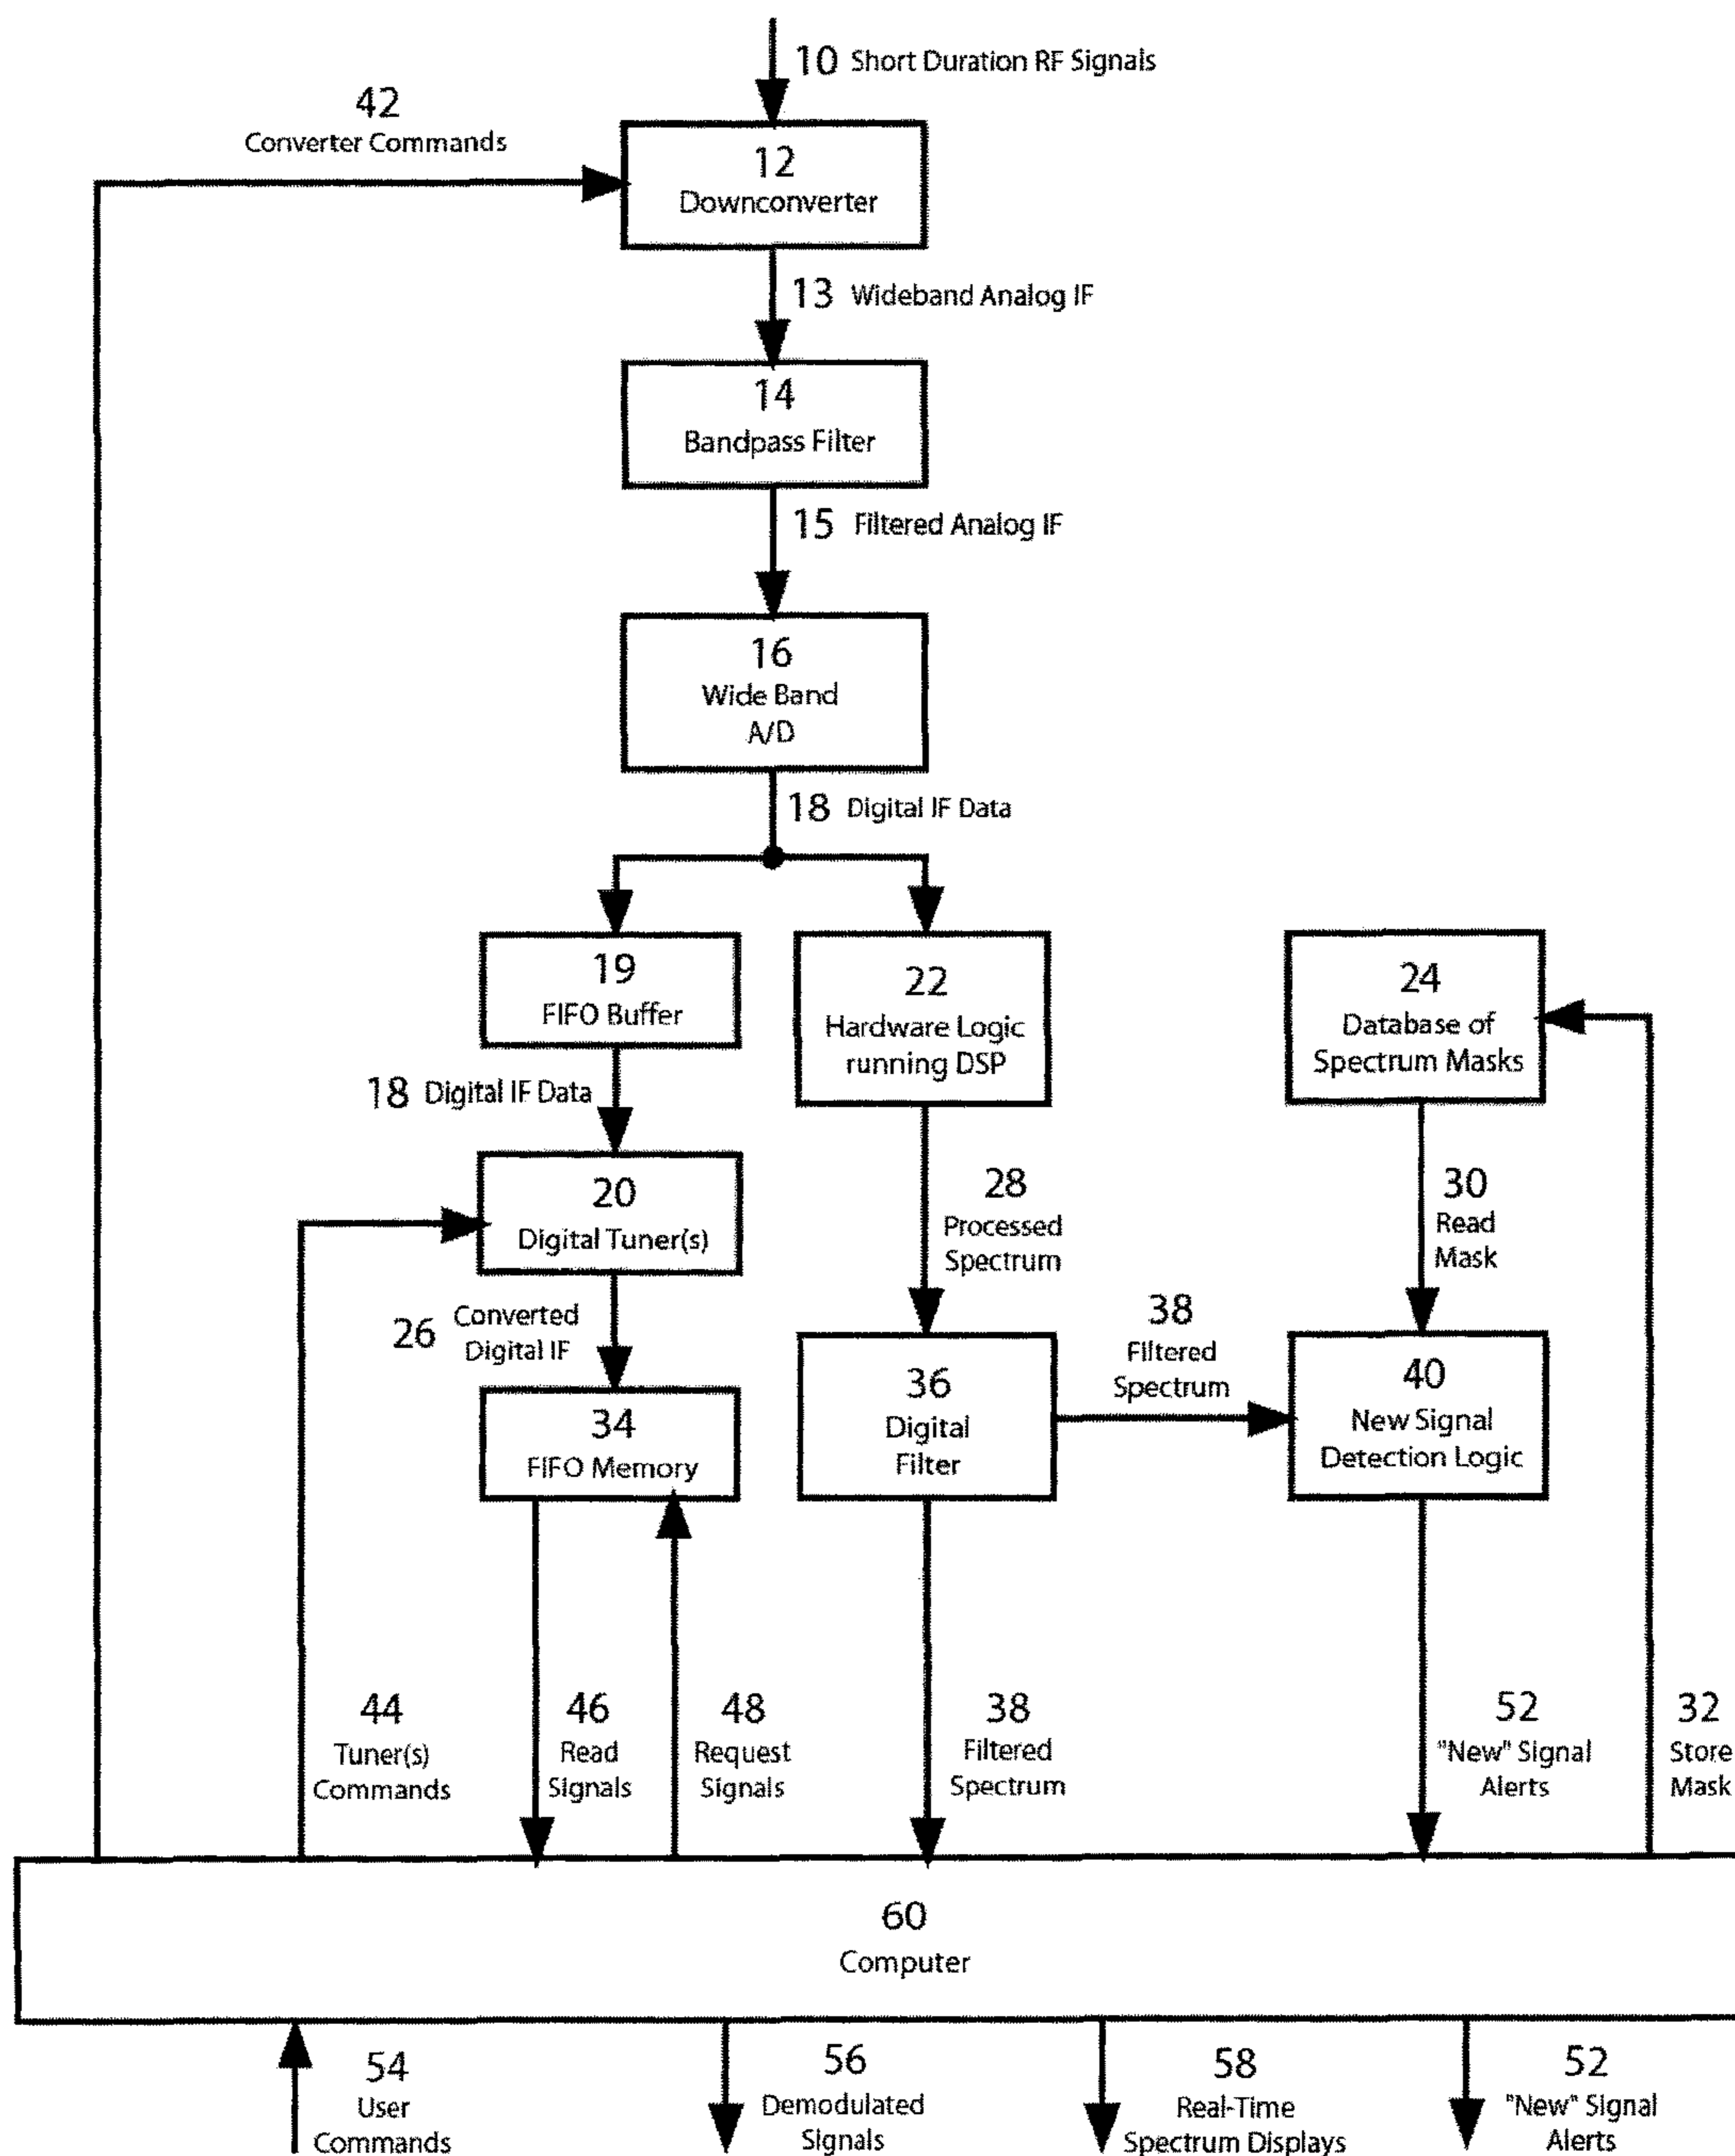 10 Short Duration RF Signals
42
Converter Commands
12
Downconverter
13 Wideband Analog IF
14
Bandpass Filter
15 Filtered Analog IF
16
Wide Band
A/D
18 Digital IF Data
19
FIFO Buffer
22
Hardware Logic
running DSP
24
Database of
Spectrum Masks
18 Digital IF Data
20
Digital Tuner(s)
28
Processed
Spectrum
30
Read
Mask
26 Converted
Digital IF
38
Filtered
Spectrum
34
FIFO Memory
36
Digital
Filter
40
New Signal
Detection Logic
44
Tuner(s)
Commands
46
Read
Signals
48
Request
Signals
38
Filtered
Spectrum
52
"New" Signal
Alerts
32
Store
Mask
60
Computer
54
User
Commands
56
Demodulated
Signals
58
Real-Time
Spectrum Displays
52
"New" Signal
Alerts